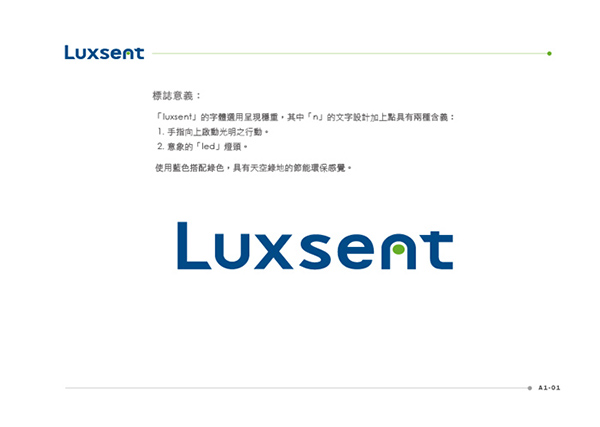 Luxsent
標誌意義：
「luxsent」的字體選用呈現穩重，其中「n」的文字設計加上點具有兩種含義：
1. 手指向上啟動光明之行動。
2. 意象的「led」燈頭。
使用藍色搭配綠色，具有天空綠地的節能環保感覺。
Luxsent
A1-01